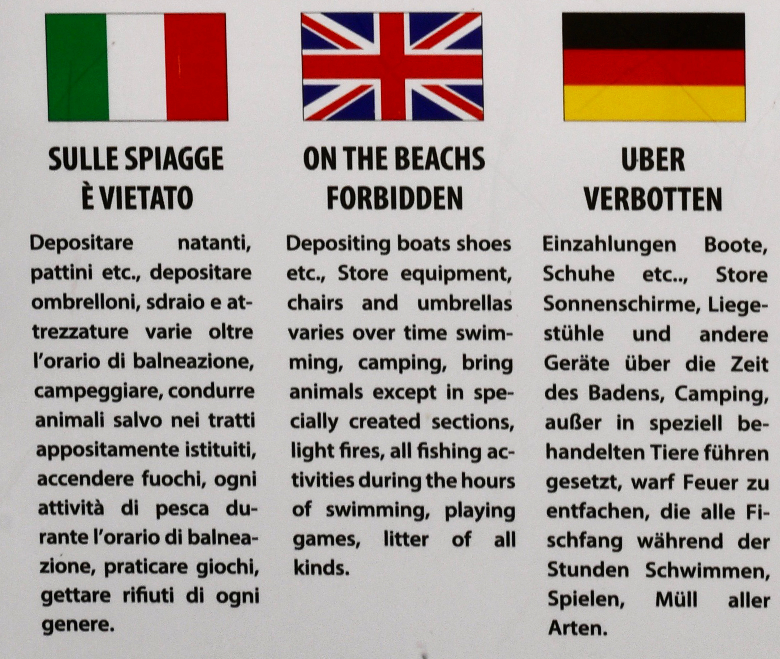 SULLE SPIAGGE
È VIETATO
Depositare natanti,
pattini etc., depositare
ombrelloni, sdraio e at-
trezzature varie oltre
l'orario di balneazione,
campeggiare, condurre
animali salvo nei tratti
appositamente istituiti,
accendere fuochi, ogni
attività di pesca du-
rante l'orario di balnea-
zione, praticare giochi,
gettare rifiuti di ogni
genere.
ON THE BEACHS
FORBIDDEN
Depositing boats shoes
etc., Store equipment,
chairs and umbrellas
varies over time swim-
ming, camping, bring
animals except in spe-
cially created sections,
light fires, all fishing ac-
tivities during the hours
of swimming, playing
games, litter of all
kinds.
UBER
VERBOTTEN
Einzahlungen Boote,
Schuhe etc.., Store
Sonnenschirme, Liege-
stühle und andere
Geräte über die Zeit
des Badens, Camping,
außer in speziell be-
handelten Tiere führen
gesetzt, warf Feuer zu
entfachen, die alle Fi-
schfang während der
Stunden Schwimmen,
Spielen, Müll aller
Arten.